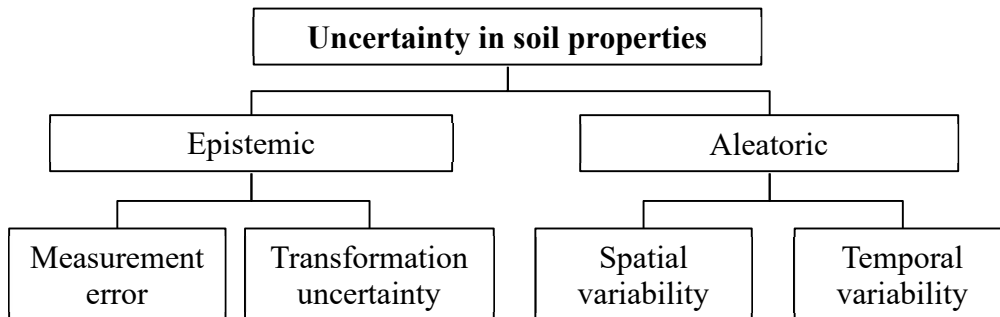 Uncertainty in soil properties
Epistemic
Aleatoric
Measurement
error
Transformation
uncertainty
Spatial
variability
Temporal
variability